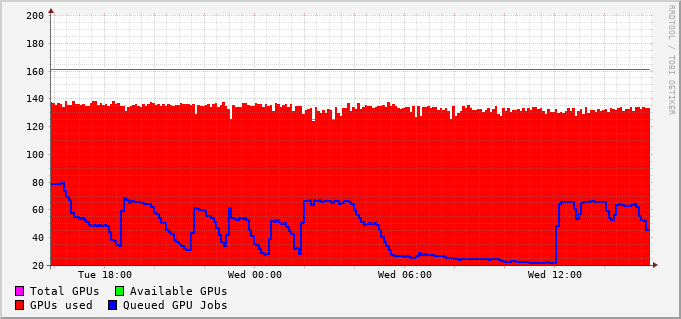 200
180
160
140
120
100
80
60
40
20
Tue 18:00 Wed 00:00 Wed 06:00 Wed 12:00
Total GPUs Available GPUs
GPUs used Queued GPU Jobs
RRDTOOL / TOBI OETIKER